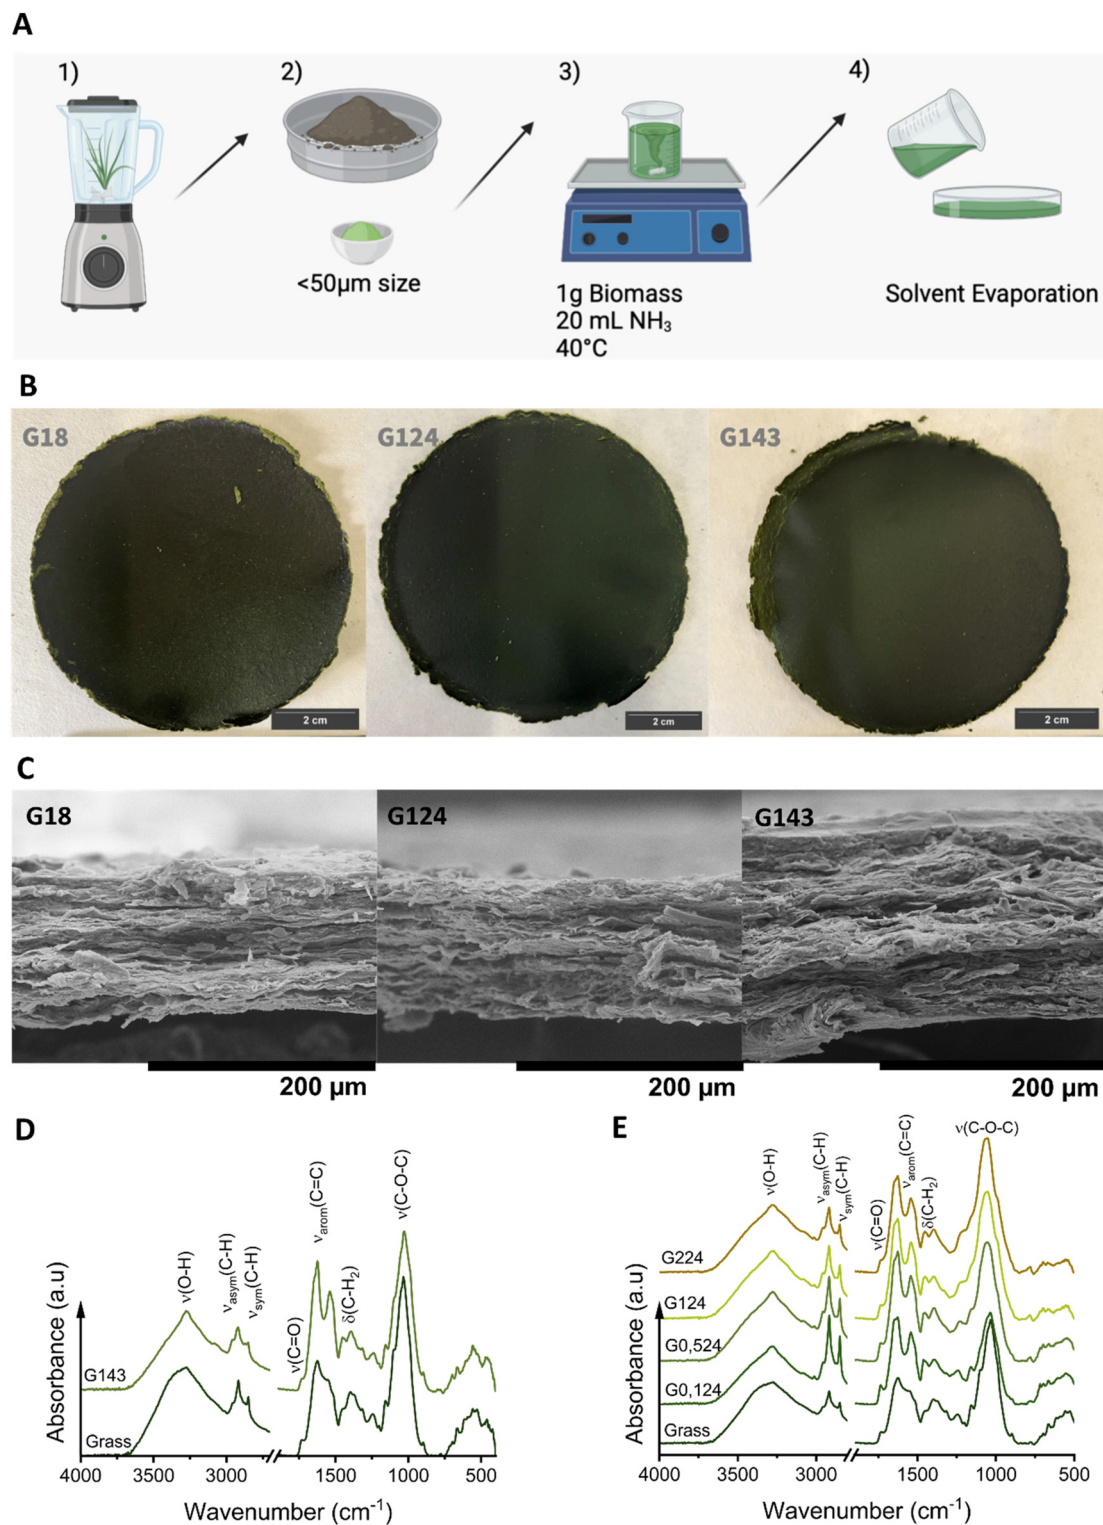 A
1)
2)
3)
4)
<50µm size
1g Biomass
20 mL NH₃
40°C
Solvent Evaporation
B
G18
G124
G143
2 cm
2 cm
2 cm
C
G18
G124
G143
200 µm
200 µm
200 µm
D
Absorbance (a.u)
ν(O-H)
νasym(C-H)
νsym(C-H)
ν(C=O)
νarom(C=C)
δ(C-H₂)
ν(C-O-C)
G143
Grass
4000
3500
3000
1500
1000
500
Wavenumber (cm⁻¹)
E
Absorbance (a.u)
ν(O-H)
νasym(C-H)
νsym(C-H)
ν(C=O)
νarom(C=C)
δ(C-H₂)
ν(C-O-C)
G224
G124
G0,524
G0,124
Grass
4000
3500
3000
1500
1000
500
Wavenumber (cm⁻¹)